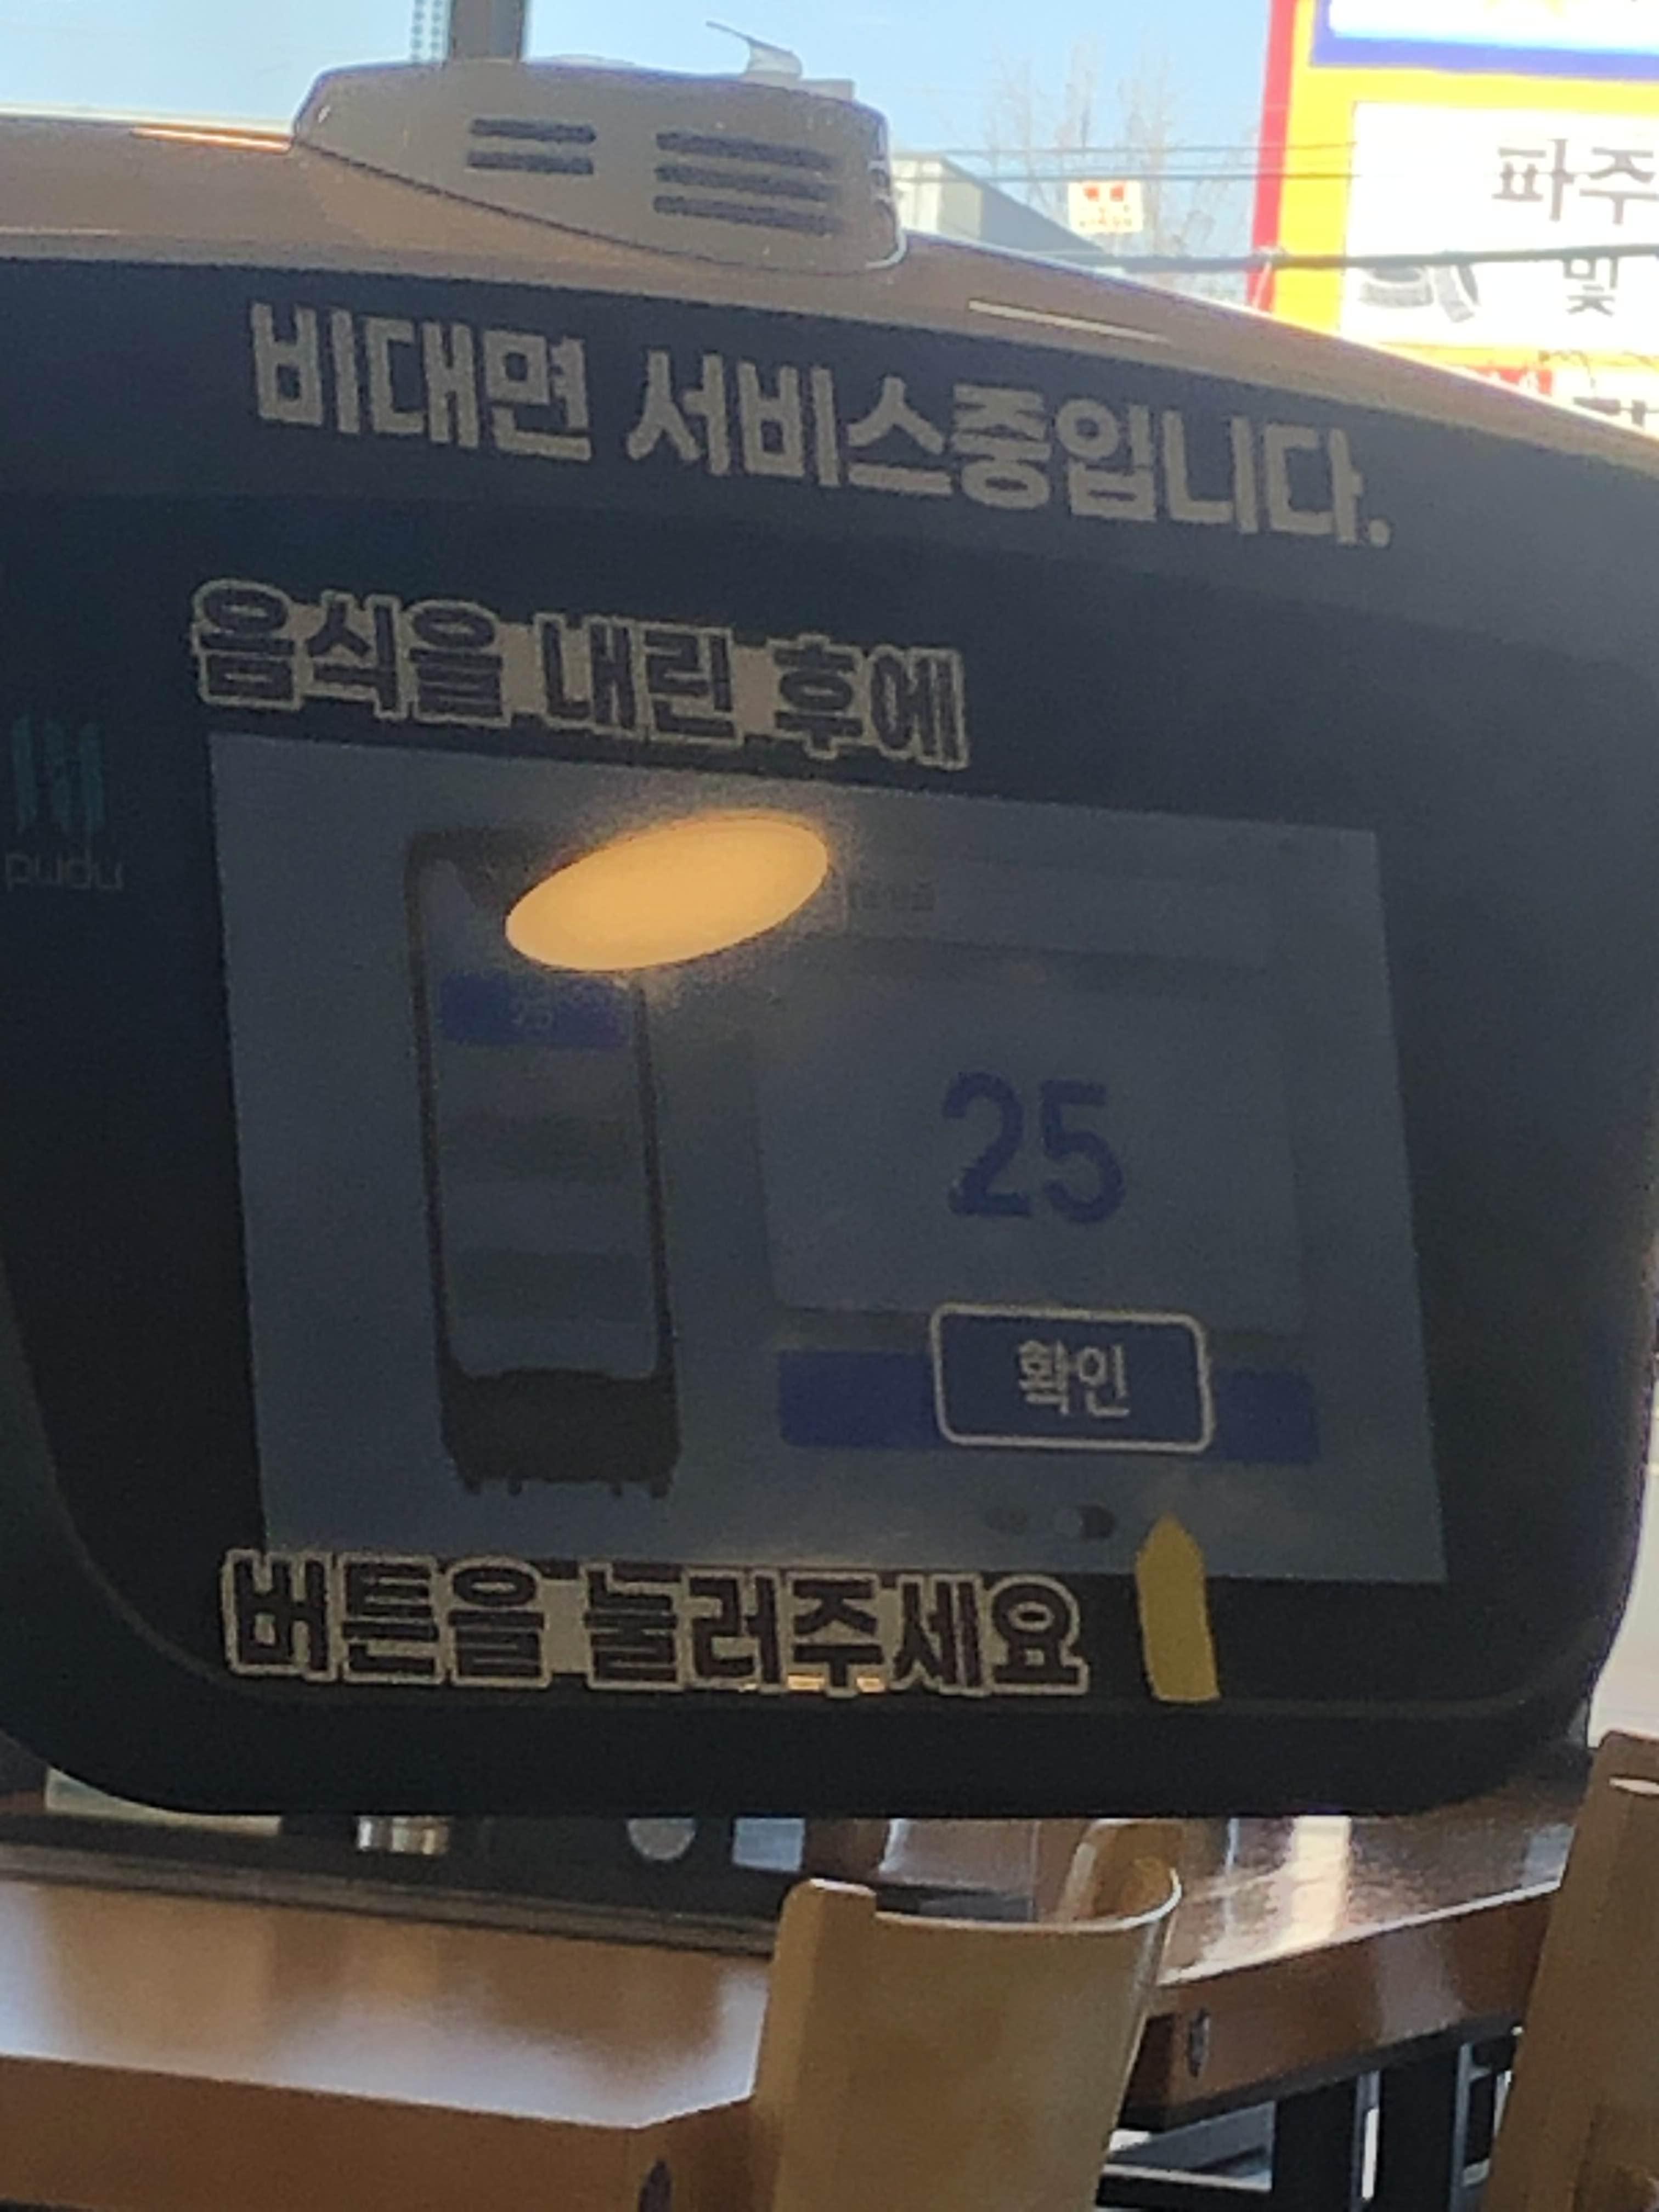 파주
및
비대면 서비스중입니다.
음식을 내린 후에
pudu
25
25
확인
버튼을 눌러주세요